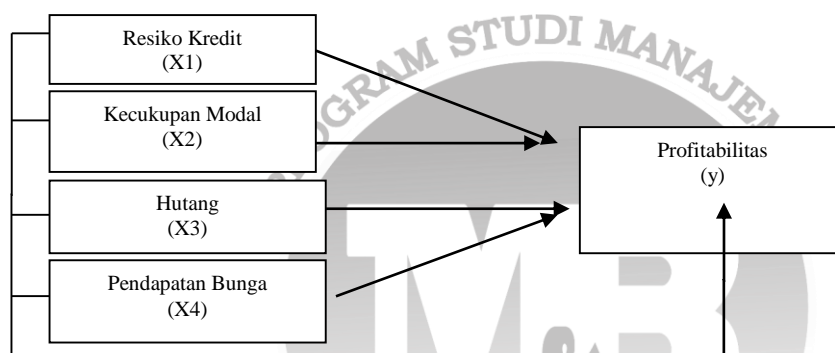 PROGRAM STUDI MANAJEM
Resiko Kredit
(X1)
Kecukupan Modal
(X2)
Hutang
(X3)
Pendapatan Bunga
(X4)
Profitabilitas
(y)